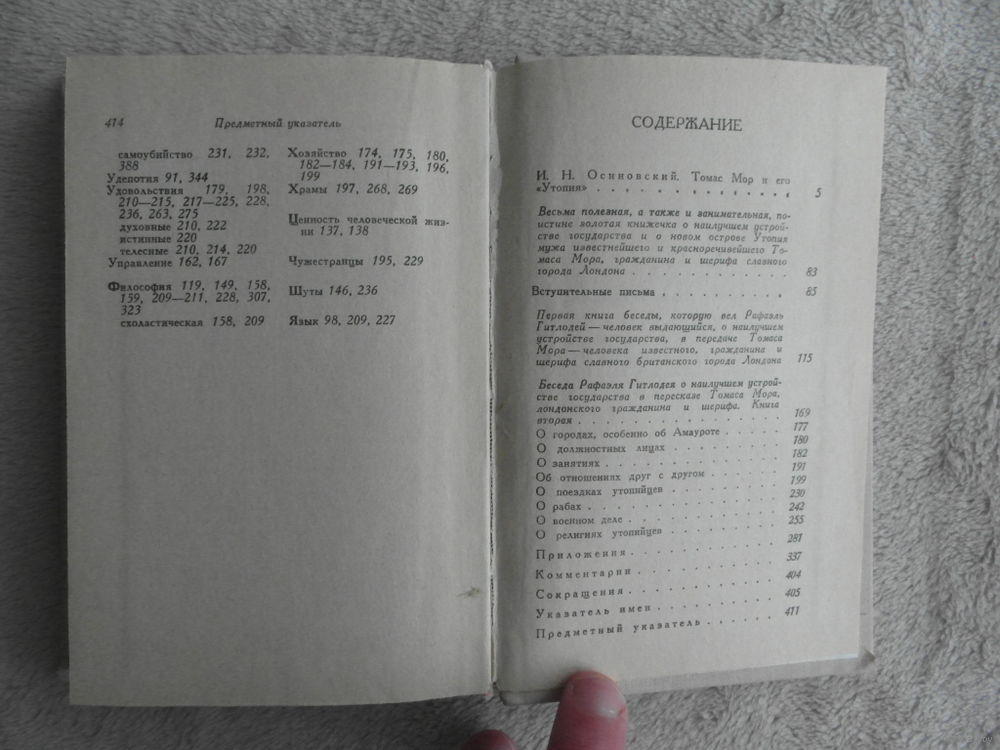 414
Предметный указатель
самоубийство 231, 232,
388
Удепотия 91, 344
Удовольствия 179, 198,
210—215, 217—225, 228,
236, 263, 275
духовные 210, 222
истинные 220
телесные 210, 214, 220
Управление 162, 167
Философия 119, 149, 158,
159, 209—211, 228, 307,
323
схоластическая 158, 209
Хозяйство 174, 175, 180,
182—184, 191—193, 196,
199
Храмы 197, 268, 269
Ценность человеческой жиз-
ни 137, 138
Чужестранцы 195, 229
Шуты 146, 236
Язык 98, 209, 227
СОДЕРЖАНИЕ
И. Н. Осиновский. Томас Мор и его
«Утопия» . . . . . . . . . . . . 5
Весьма полезная, а также и занимательная, по-
истине золотая книжечка о наилучшем устрой-
стве государства и о новом острове Утопия
мужа известнейшего и красноречивейшего То-
маса Мора, гражданина и шерифа славного
города Лондона . . . . . . . . . . . 83
Вступительные письма . . . . . . . . . 85
Первая книга беседы, которую вел Рафаэль
Гитлодей — человек выдающийся, о наилучшем
устройстве государства, в передаче Томаса
Мора — человека известного, гражданина и
шерифа славного британского города Лондона 115
Беседа Рафаэля Гитлодея о наилучшем устрой-
стве государства в пересказе Томаса Мора,
лондонского гражданина и шерифа. Книга
вторая . . . . . . . . . . . . . . 169
О городах, особенно об Амауроте . . . . . 177
О должностных лицах . . . . . . . . . 180
О занятиях . . . . . . . . . . . . . 182
Об отношениях друг с другом . . . . . . 191
О поездках утопийцев . . . . . . . . . 199
О рабах . . . . . . . . . . . . . . 230
О военном деле . . . . . . . . . . . 242
О религиях утопийцев . . . . . . . . . 255
Приложения . . . . . . . . . . . . 281
Комментарии . . . . . . . . . . . . 337
Сокращения . . . . . . . . . . . . 404
Указатель имен . . . . . . . . . . . 405
Предметный указатель . . . . . . . . 411